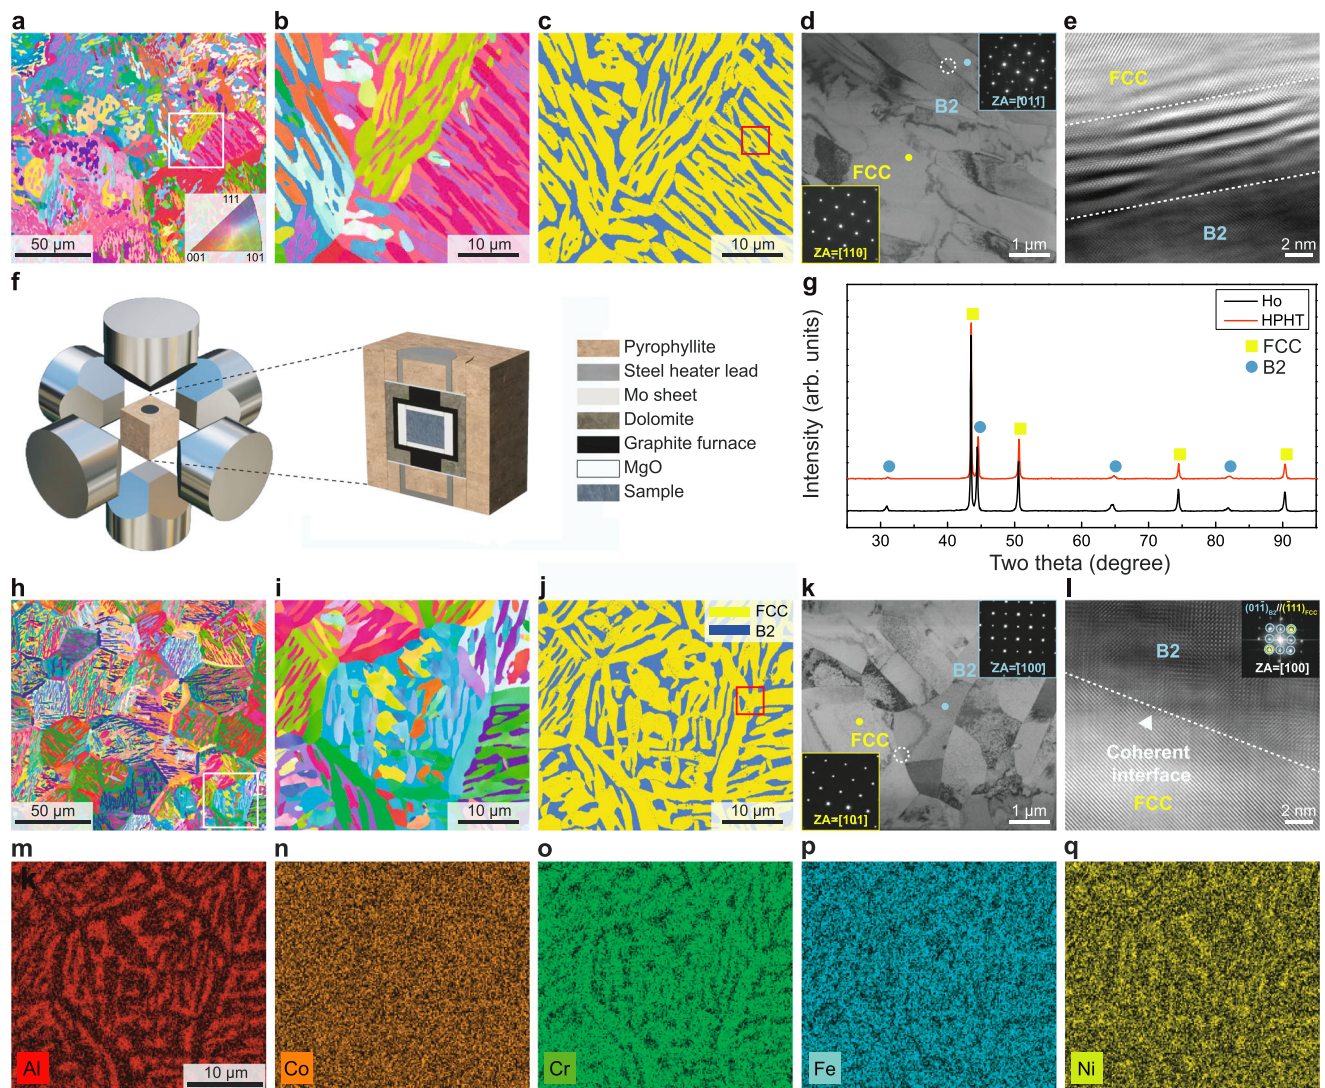 a
b
c
d
e
111
001
101
50 μm
10 μm
10 μm
B2
ZA=[011]
FCC
ZA=[110]
1 μm
FCC
B2
2 nm
f
Pyrophyllite
Steel heater lead
Mo sheet
Dolomite
Graphite furnace
MgO
Sample
g
Intensity (arb. units)
Ho
HPHT
FCC
B2
30 40 50 60 70 80 90
Two theta (degree)
h
i
j
k
l
50 μm
10 μm
FCC
B2
10 μm
B2
ZA=[100]
FCC
ZA=[101]
1 μm
B2
ZA=[100]
Coherent
interface
FCC
2 nm
m
n
o
p
q
k
Al
10 μm
Co
Cr
Fe
Ni